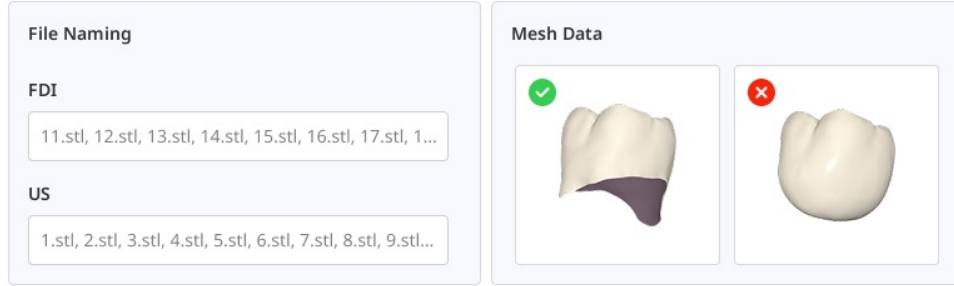 File Naming
FDI
11.stl, 12.stl, 13.stl, 14.stl, 15.stl, 16.stl, 17.stl, 1...
US
1.stl, 2.stl, 3.stl, 4.stl, 5.stl, 6.stl, 7.stl, 8.stl, 9.stl...
Mesh Data